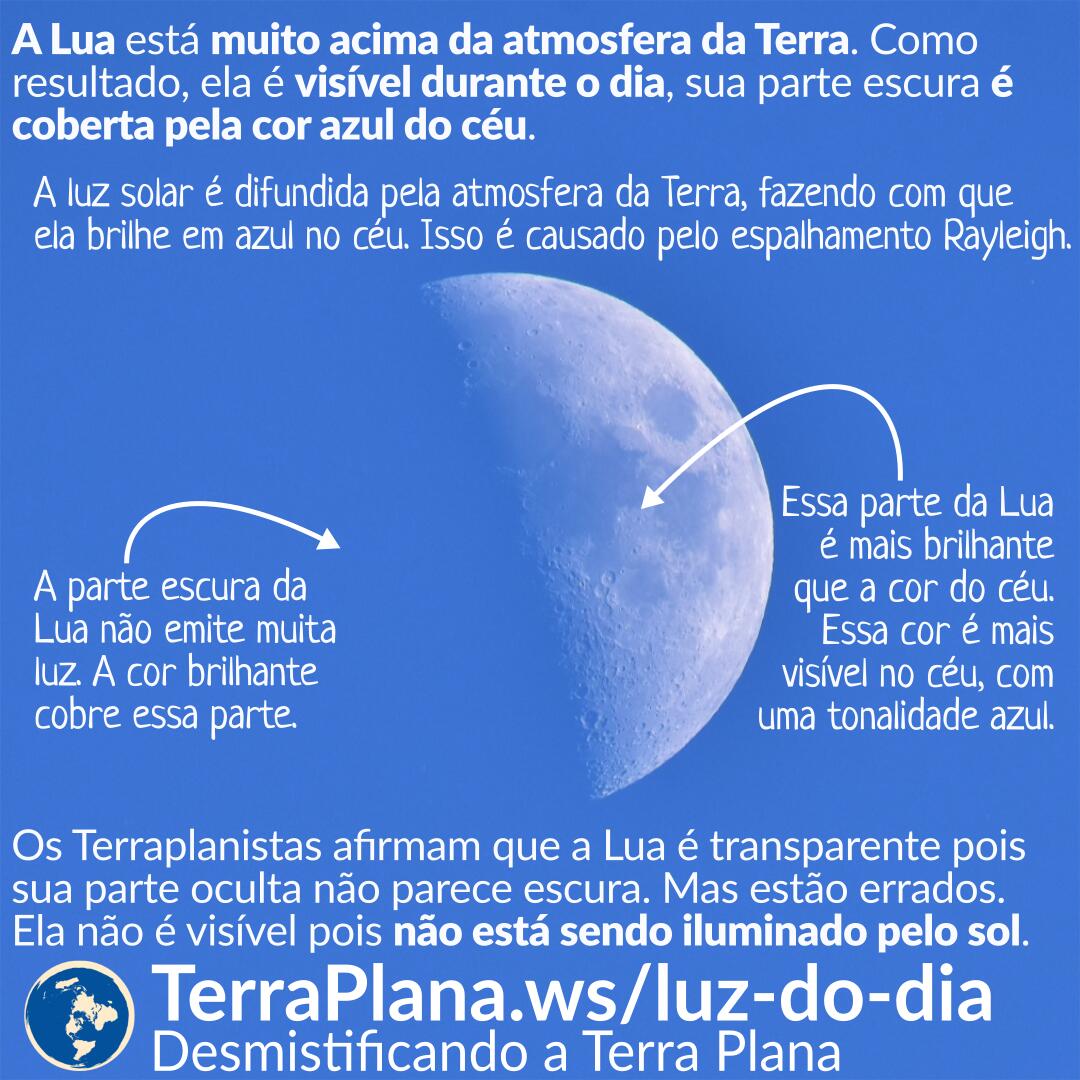 A Lua está muito acima da atmosfera da Terra. Como
resultado, ela é visível durante o dia, sua parte escura é
coberta pela cor azul do céu.
A luz solar é difundida pela atmosfera da Terra, fazendo com que
ela brilhe em azul no céu. Isso é causado pelo espalhamento Rayleigh.
Essa parte da Lua
é mais brilhante
que a cor do céu.
Essa cor é mais
visível no céu, com
uma tonalidade azul.
A parte escura da
Lua não emite muita
luz. A cor brilhante
cobre essa parte.
Os Terraplanistas afirmam que a Lua é transparente pois
sua parte oculta não parece escura. Mas estão errados.
Ela não é visível pois não está sendo iluminado pelo sol.
TerraPlana.ws/luz-do-dia
Desmistificando a Terra Plana